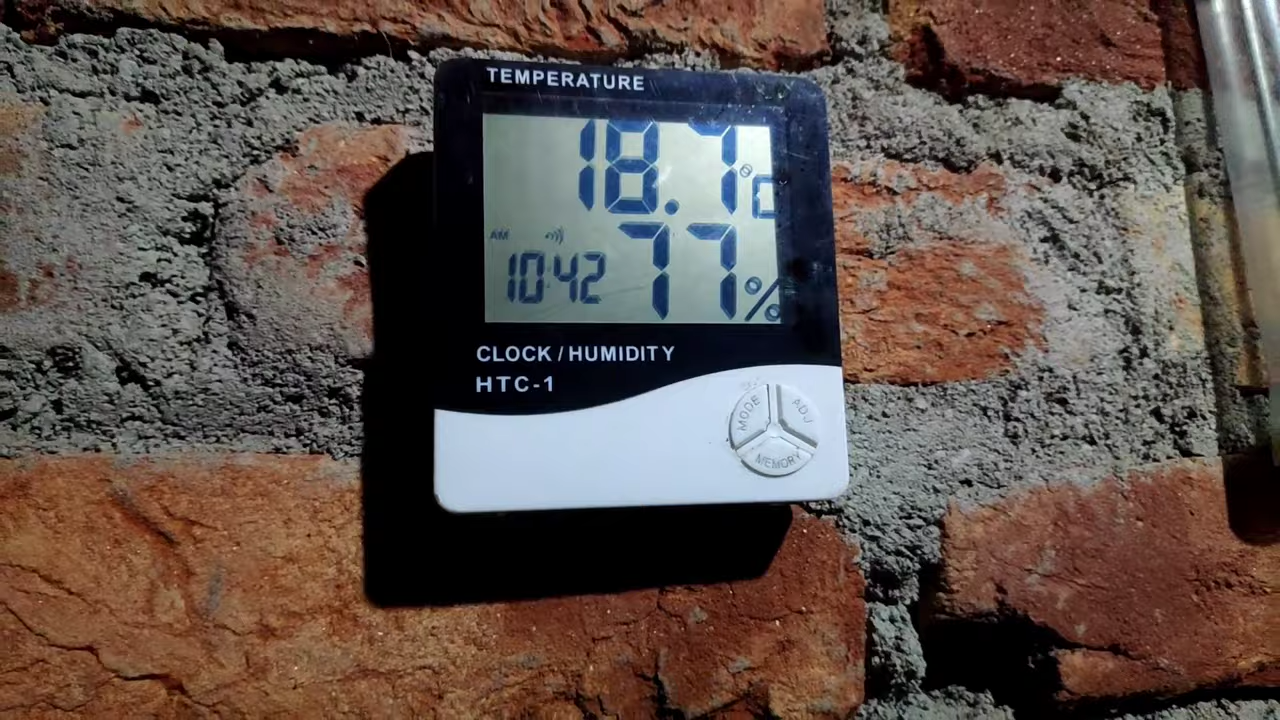 TEMPERATURE
18.7°C
AM
10:42 77%
CLOCK / HUMIDITY
HTC-1
MODE ADJ
MEMORY